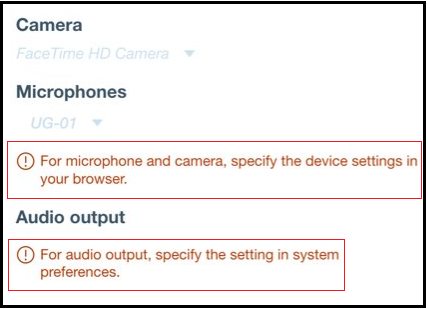 Camera
FaceTime HD Camera
Microphones
UG-01
For microphone and camera, specify the device settings in
your browser.
Audio output
For audio output, specify the setting in system
preferences.